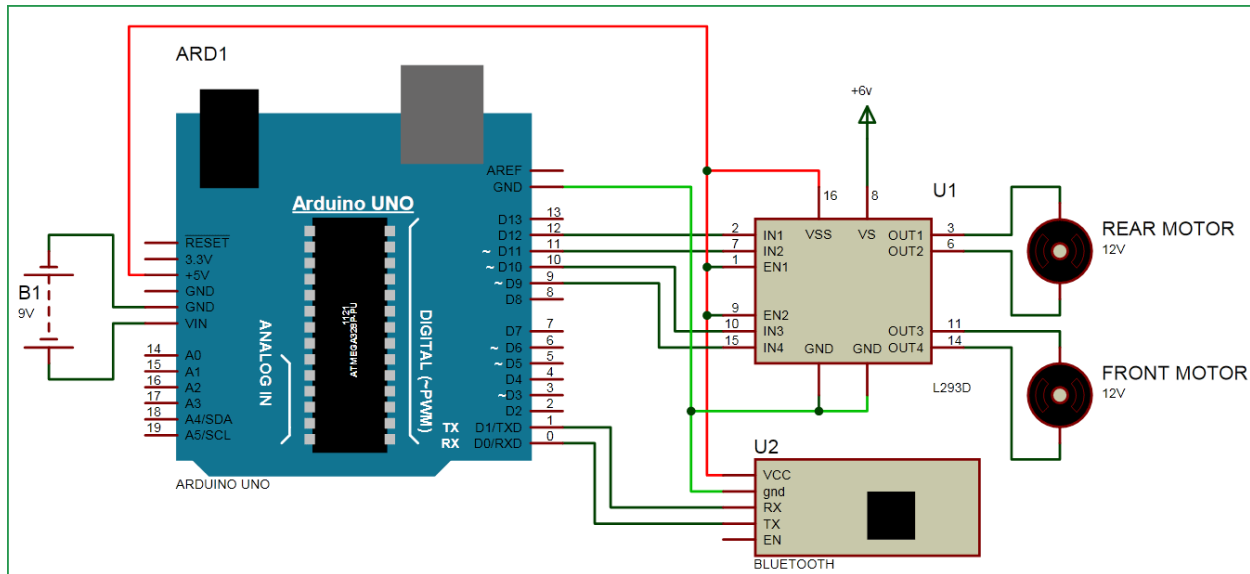 ARD1
+6v
AREF
GND
16
8
U1
Arduino UNO
D13 13
D12 12
~ D11 11
~ D10 10
~ D9 9
D8 8
2 IN1
7 IN2
1 EN1
VSS
VS
OUT1 3
OUT2 6
REAR MOTOR
12V
RESET
3.3V
+5V
GND
GND
VIN
B1
9V
1121
ATMEGA328P-PU
DIGITAL (~PWM)
ANALOG IN
9 EN2
10 IN3
15 IN4
GND
GND
OUT3 11
OUT4 14
L293D
FRONT MOTOR
12V
D7 7
~ D6 6
~ D5 5
D4 4
~D3 3
D2 2
TX D1/TXD 1
RX D0/RXD 0
14 A0
15 A1
16 A2
17 A3
18 A4/SDA
19 A5/SCL
ARDUINO UNO
U2
VCC
gnd
RX
TX
EN
BLUETOOTH